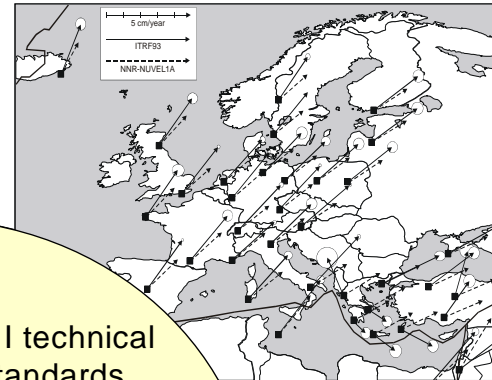 5 cm/year
ITRF93
NNR-NUVEL1A
I technical
tandards